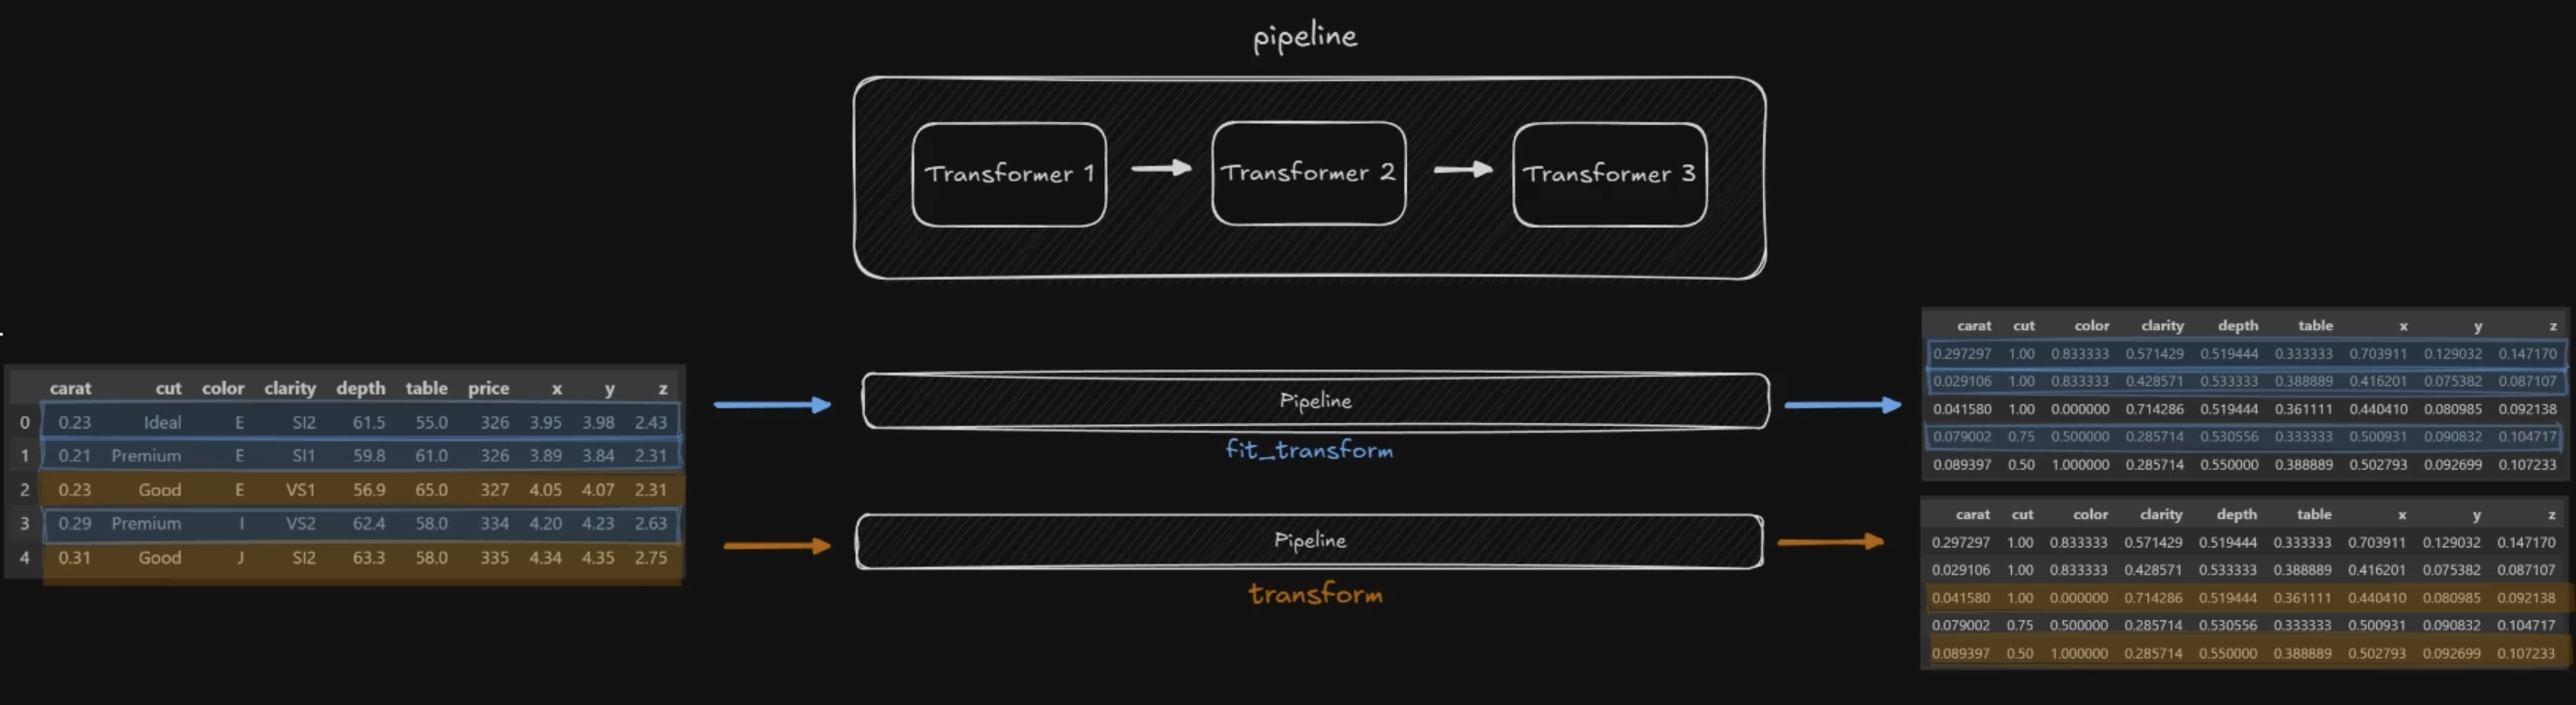 pipeline
Transformer 1
Transformer 2
Transformer 3
carat cut color clarity depth table price x y z
0 0.23 Ideal E SI2 61.5 55.0 326 3.95 3.98 2.43
1 0.21 Premium E SI1 59.8 61.0 326 3.89 3.84 2.31
2 0.23 Good E VS1 56.9 65.0 327 4.05 4.07 2.31
3 0.29 Premium I VS2 62.4 58.0 334 4.20 4.23 2.63
4 0.31 Good J SI2 63.3 58.0 335 4.34 4.35 2.75
Pipeline
fit_transform
Pipeline
transform
carat cut color clarity depth table x y z
0.297297 1.00 0.833333 0.571429 0.519444 0.333333 0.703911 0.129032 0.147170
0.029106 1.00 0.833333 0.428571 0.533333 0.388889 0.416201 0.075382 0.087107
0.041580 1.00 0.000000 0.714286 0.519444 0.361111 0.440410 0.080985 0.092138
0.079002 0.75 0.500000 0.285714 0.530556 0.333333 0.500931 0.090832 0.104717
0.089397 0.50 1.000000 0.285714 0.550000 0.388889 0.502793 0.092699 0.107233
carat cut color clarity depth table x y z
0.297297 1.00 0.833333 0.571429 0.519444 0.333333 0.703911 0.129032 0.147170
0.029106 1.00 0.833333 0.428571 0.533333 0.388889 0.416201 0.075382 0.087107
0.041580 1.00 0.000000 0.714286 0.519444 0.361111 0.440410 0.080985 0.092138
0.079002 0.75 0.500000 0.285714 0.530556 0.333333 0.500931 0.090832 0.104717
0.089397 0.50 1.000000 0.285714 0.550000 0.388889 0.502793 0.092699 0.107233